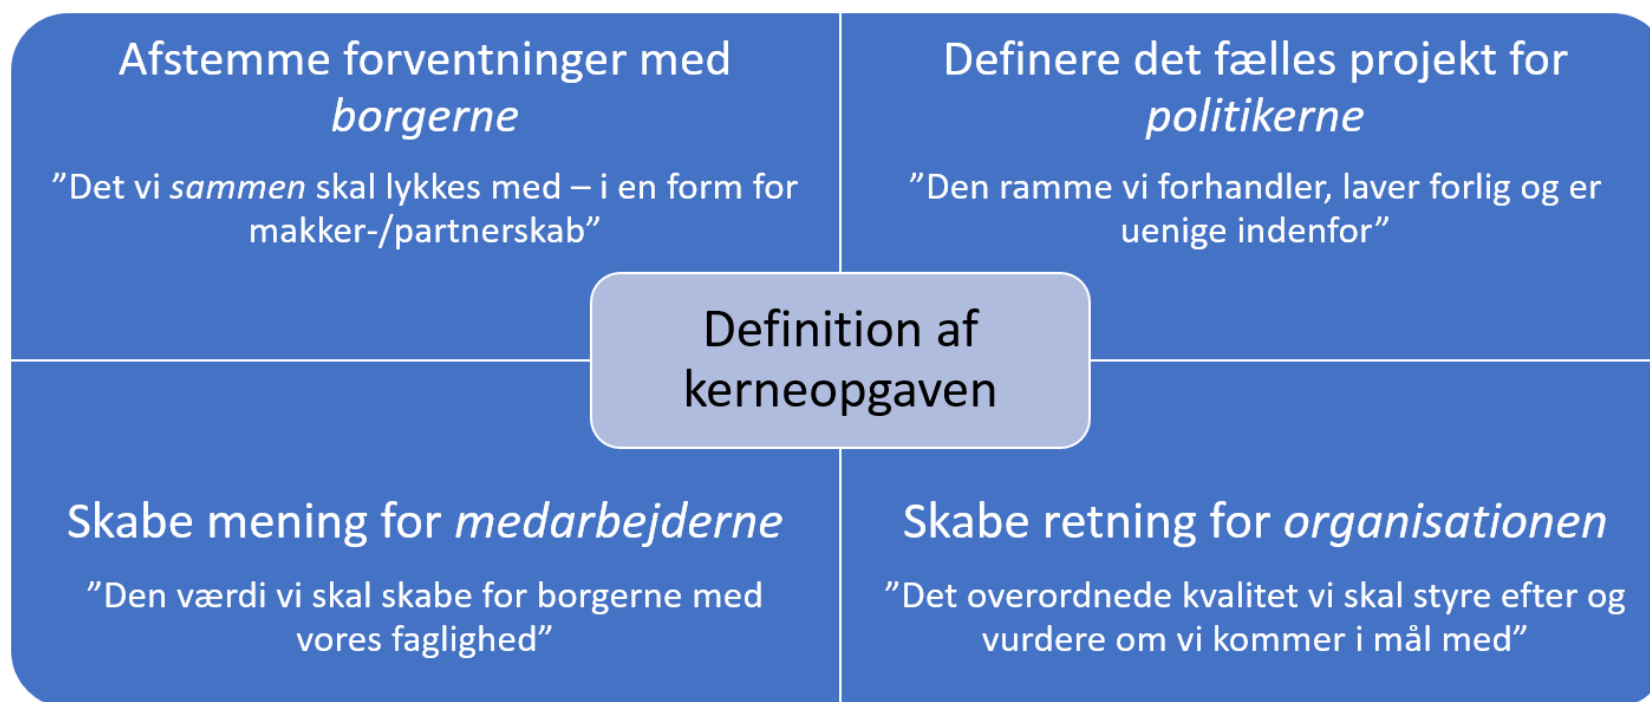 Afstemme forventninger med
borgerne
”Det vi sammen skal lykkes med – i en form for
makker-/partnerskab”
Definere det fælles projekt for
politikerne
”Den ramme vi forhandler, laver forlig og er
uenige indenfor”
Definition af
kerneopgaven
Skabe mening for medarbejderne
”Den værdi vi skal skabe for borgerne med
vores faglighed”
Skabe retning for organisationen
”Det overordnede kvalitet vi skal styre efter og
vurdere om vi kommer i mål med”